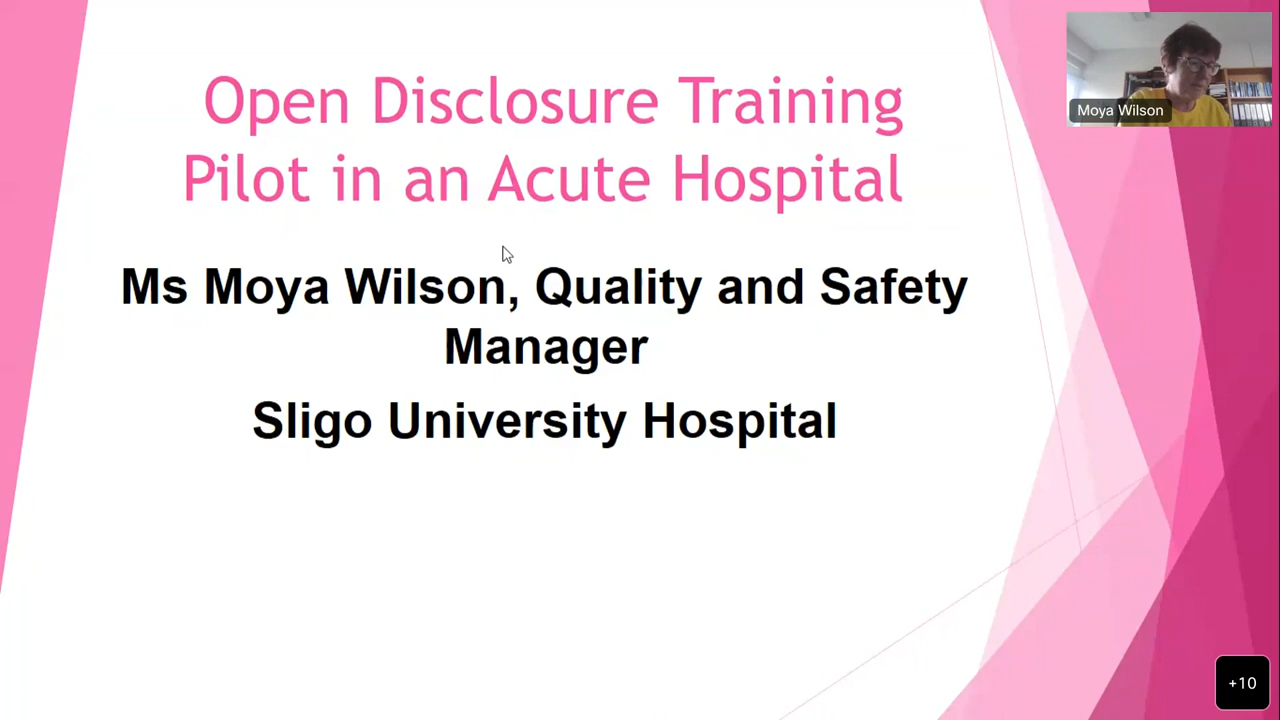 Open Disclosure Training
Pilot in an Acute Hospital
Ms Moya Wilson, Quality and Safety
Manager
Sligo University Hospital
Moya Wilson
+10